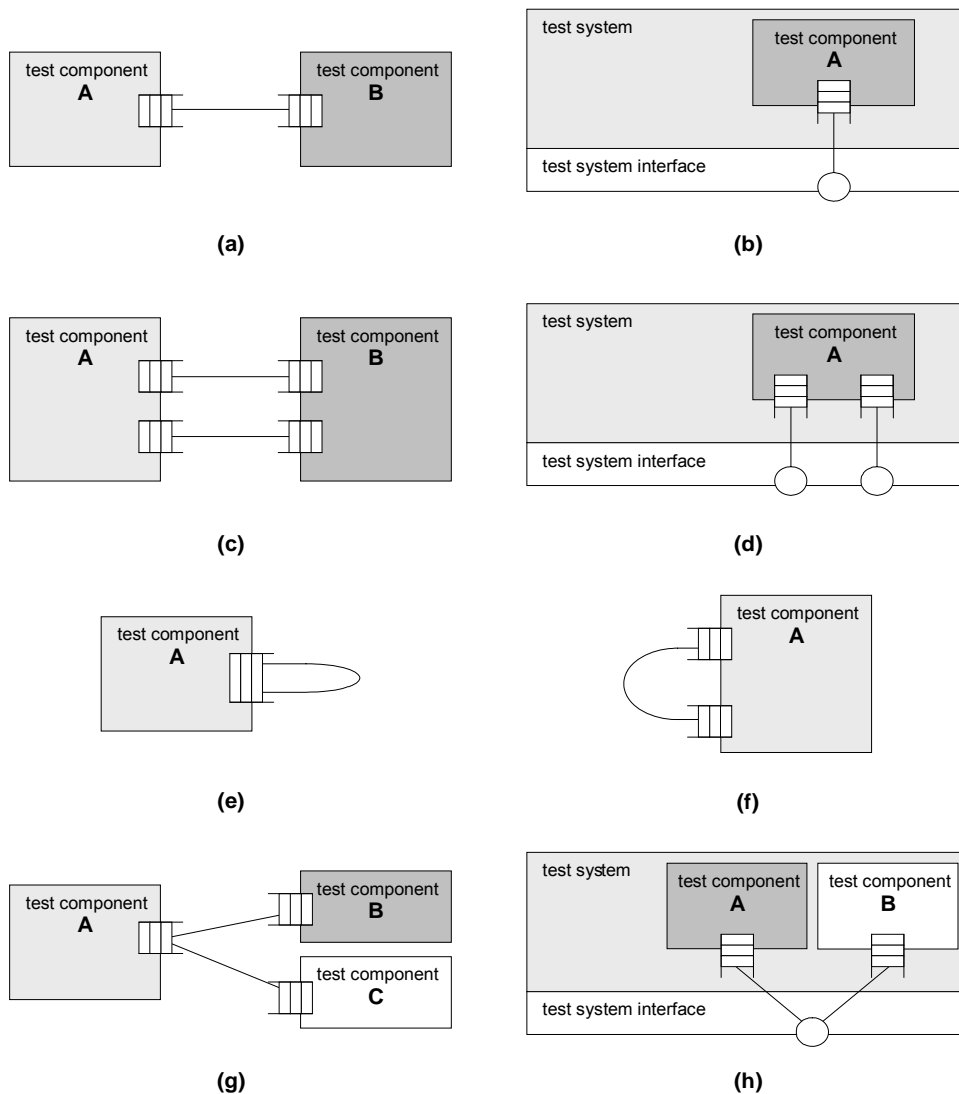 test component
A
test component
B
(a)
test system
test component
A
test system interface
(b)
test component
A
test component
B
(c)
test system
test component
A
test system interface
(d)
test component
A
(e)
test component
A
(f)
test component
A
test component
B
test component
C
(g)
test system
test component
A
test component
B
test system interface
(h)